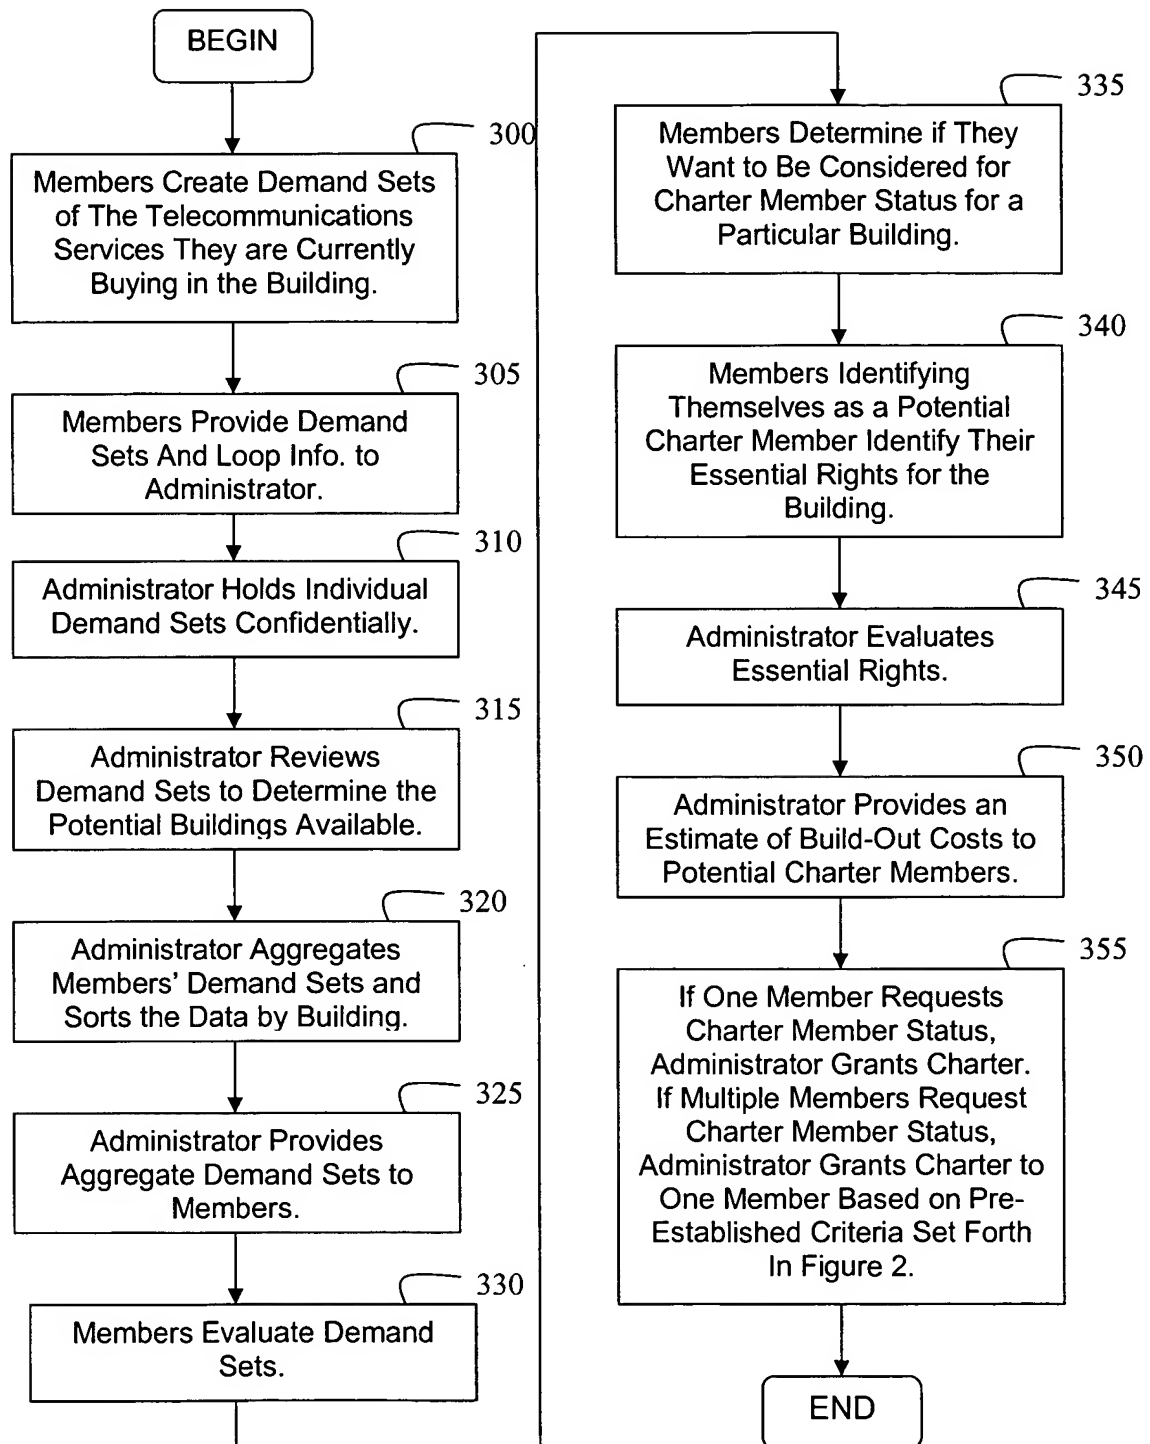 BEGIN
300
Members Create Demand Sets
of The Telecommunications
Services They are Currently
Buying in the Building.
305
Members Provide Demand
Sets And Loop Info. to
Administrator.
310
Administrator Holds Individual
Demand Sets Confidentially.
315
Administrator Reviews
Demand Sets to Determine the
Potential Buildings Available.
320
Administrator Aggregates
Members' Demand Sets and
Sorts the Data by Building.
325
Administrator Provides
Aggregate Demand Sets to
Members.
330
Members Evaluate Demand
Sets.
335
Members Determine if They
Want to Be Considered for
Charter Member Status for a
Particular Building.
340
Members Identifying
Themselves as a Potential
Charter Member Identify Their
Essential Rights for the
Building.
345
Administrator Evaluates
Essential Rights.
350
Administrator Provides an
Estimate of Build-Out Costs to
Potential Charter Members.
355
If One Member Requests
Charter Member Status,
Administrator Grants Charter.
If Multiple Members Request
Charter Member Status,
Administrator Grants Charter to
One Member Based on Pre-
Established Criteria Set Forth
In Figure 2.
END